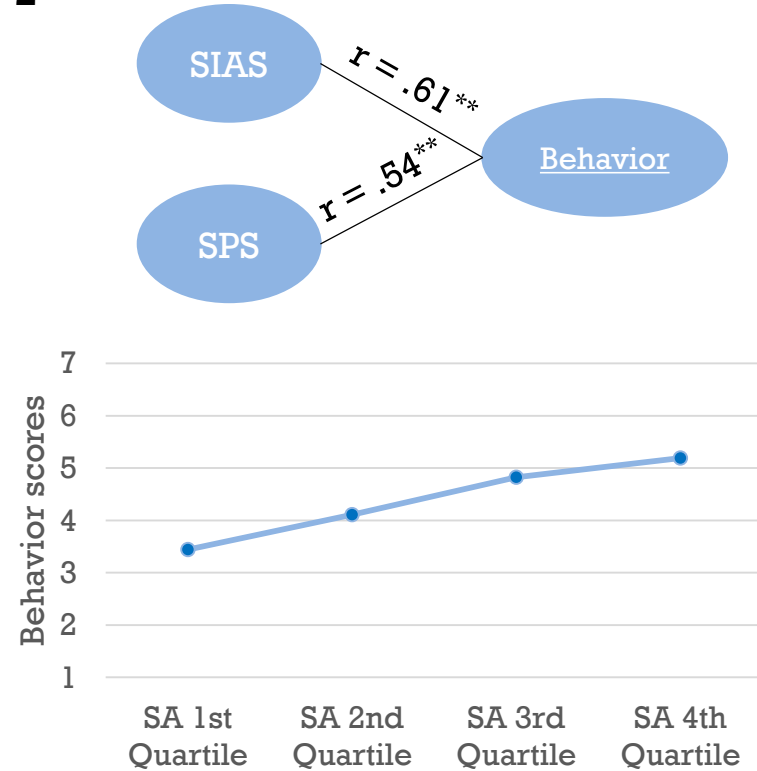 SIAS
r = .61**
Behavior
r = .54**
SPS
7
6
5
4
3
2
1
Behavior scores
SA 1st
Quartile
SA 2nd
Quartile
SA 3rd
Quartile
SA 4th
Quartile